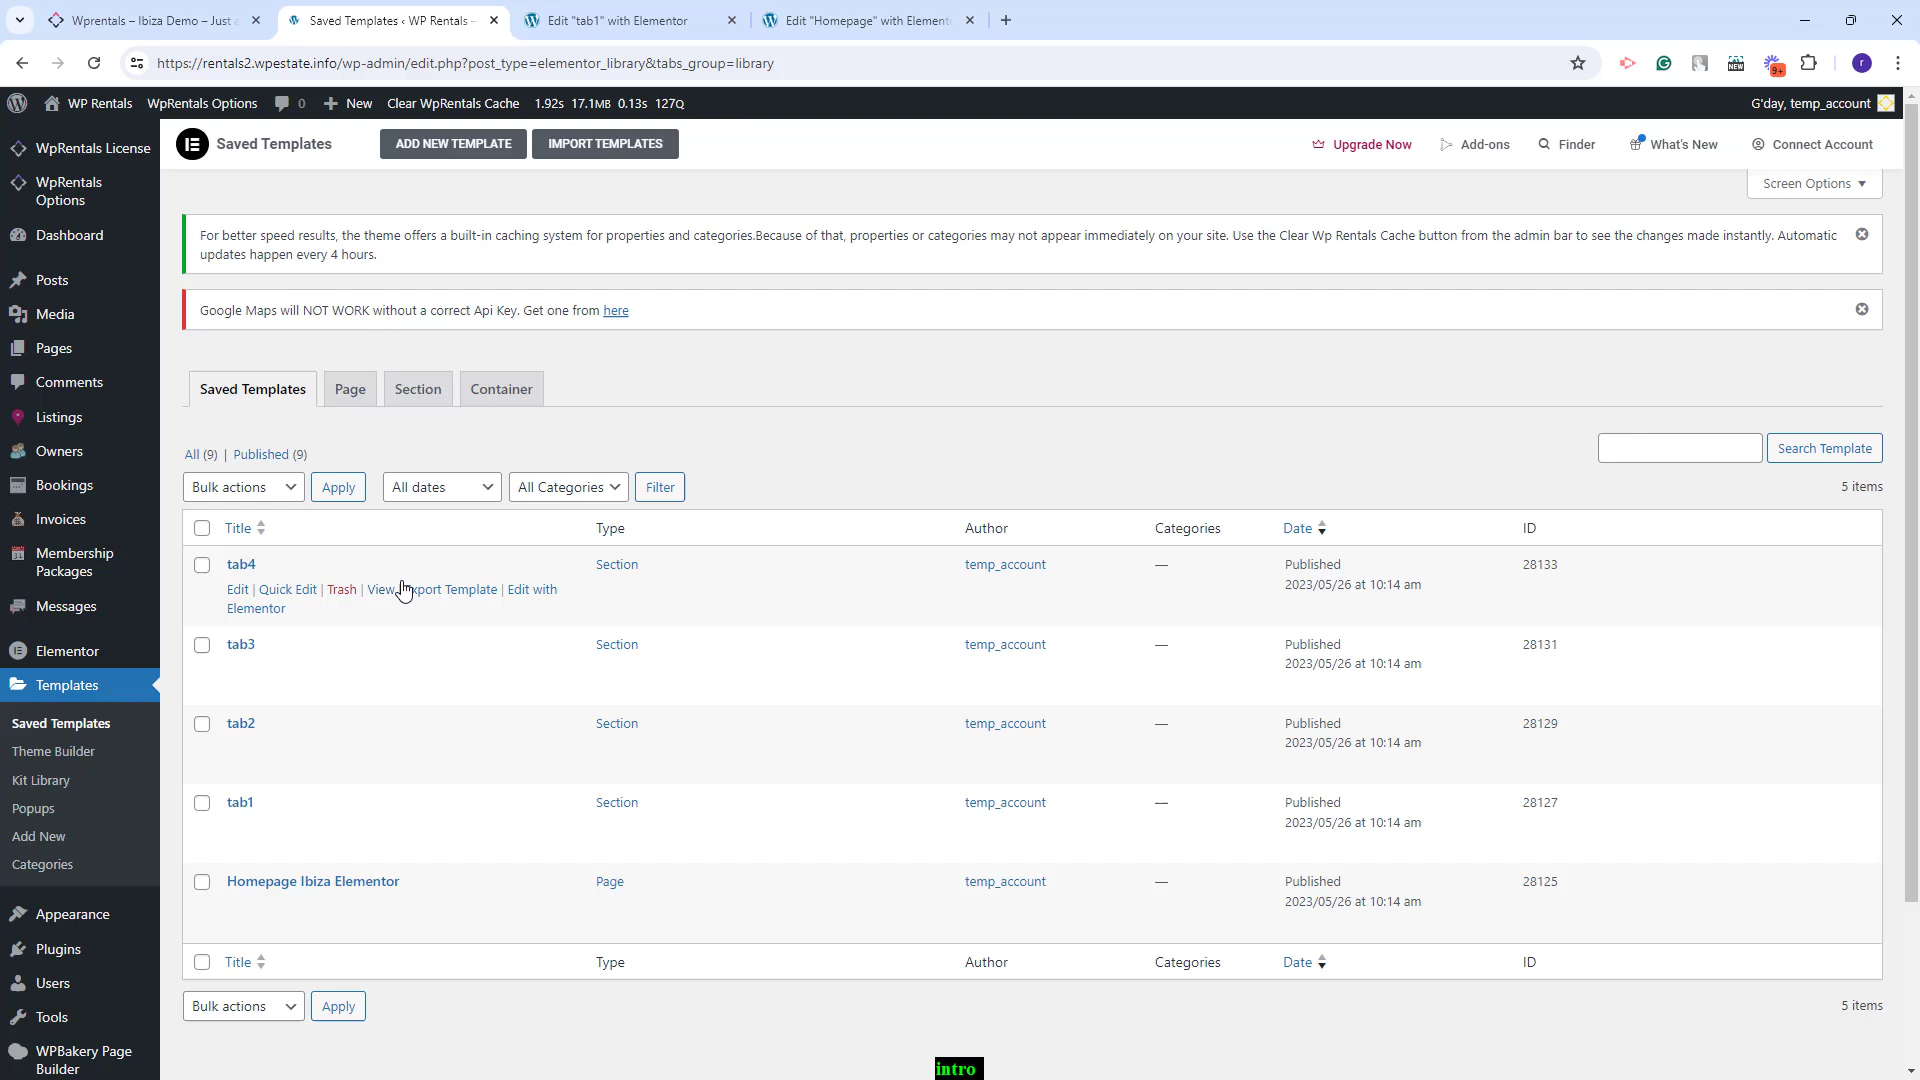 Wprentals – Ibiza Demo – Just a
Saved Templates ‹ WP Rentals –
Edit "tab1" with Elementor
Edit "Homepage" with Element
https://rentals2.wpestate.info/wp-admin/edit.php?post_type=elementor_library&tabs_group=library
NEW
9+
r
WP Rentals
WpRentals Options
0
New
Clear WpRentals Cache
1.92s 17.1MB 0.13s 127Q
G'day, temp_account
WpRentals License
WpRentals
Options
Dashboard
Posts
Media
Pages
Comments
Listings
Owners
Bookings
Invoices
Membership
Packages
Messages
Elementor
Templates
Saved Templates
Theme Builder
Kit Library
Popups
Add New
Categories
Appearance
Plugins
Users
Tools
WPBakery Page
Builder
Saved Templates
ADD NEW TEMPLATE
IMPORT TEMPLATES
Upgrade Now
Add-ons
Finder
What's New
Connect Account
Screen Options
For better speed results, the theme offers a built-in caching system for properties and categories.Because of that, properties or categories may not appear immediately on your site. Use the Clear Wp Rentals Cache button from the admin bar to see the changes made instantly. Automatic
updates happen every 4 hours.
Google Maps will NOT WORK without a correct Api Key. Get one from here
Saved Templates
Page
Section
Container
All (9) | Published (9)
Search Template
Bulk actions
Apply
All dates
All Categories
Filter
5 items
Title
Type
Author
Categories
Date
ID
tab4
Section
temp_account
—
Published
2023/05/26 at 10:14 am
28133
Edit | Quick Edit | Trash | View | Export Template | Edit with
Elementor
tab3
Section
temp_account
—
Published
2023/05/26 at 10:14 am
28131
tab2
Section
temp_account
—
Published
2023/05/26 at 10:14 am
28129
tab1
Section
temp_account
—
Published
2023/05/26 at 10:14 am
28127
Homepage Ibiza Elementor
Page
temp_account
—
Published
2023/05/26 at 10:14 am
28125
Title
Type
Author
Categories
Date
ID
Bulk actions
Apply
5 items
intro